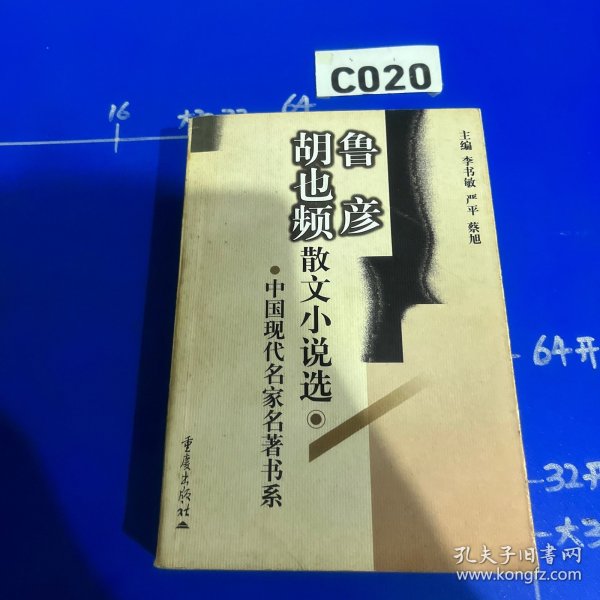 C020
16
64
鲁彦
胡也频
散文小说选
主编 李书敏 严平 蔡旭
中国现代名家名著书系
重庆出版社
64开
32开
大3
孔夫子旧书网
www.kongfz.com